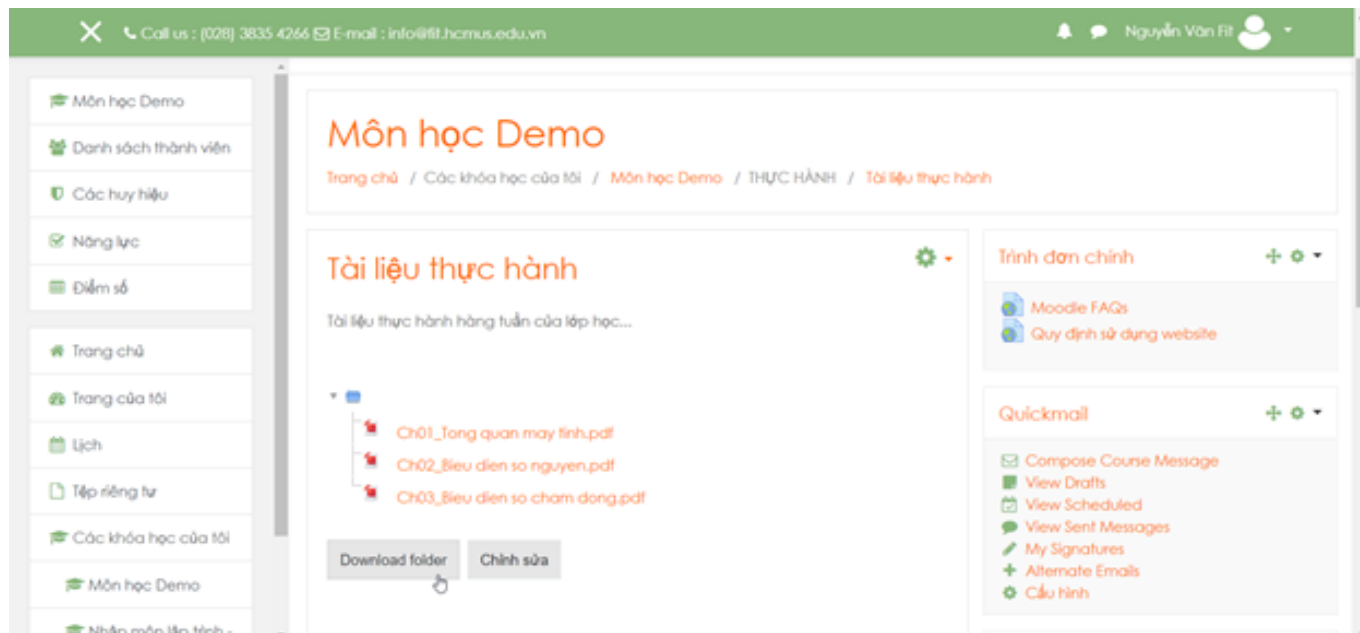 Call us : (028) 3835 4266 E-mail : info@fit.hcmus.edu.vn
Nguyễn Văn Fit
Môn học Demo
Danh sách thành viên
Các huy hiệu
Năng lực
Điểm số
Trang chủ
Trang của tôi
Lịch
Tệp riêng tư
Các khóa học của tôi
Môn học Demo
Nhập môn lập trình -
Môn học Demo
Trang chủ / Các khóa học của tôi / Môn học Demo / THỰC HÀNH / Tài liệu thực hành
Tài liệu thực hành
Tài liệu thực hành hàng tuần của lớp học...
Ch01_Tong quan may tinh.pdf
Ch02_Bieu dien so nguyen.pdf
Ch03_Bieu dien so cham dong.pdf
Download folder
Chỉnh sửa
Trình đơn chính
Moodle FAQs
Quy định sử dụng website
Quickmail
Compose Course Message
View Drafts
View Scheduled
View Sent Messages
My Signatures
Alternate Emails
Cấu hình